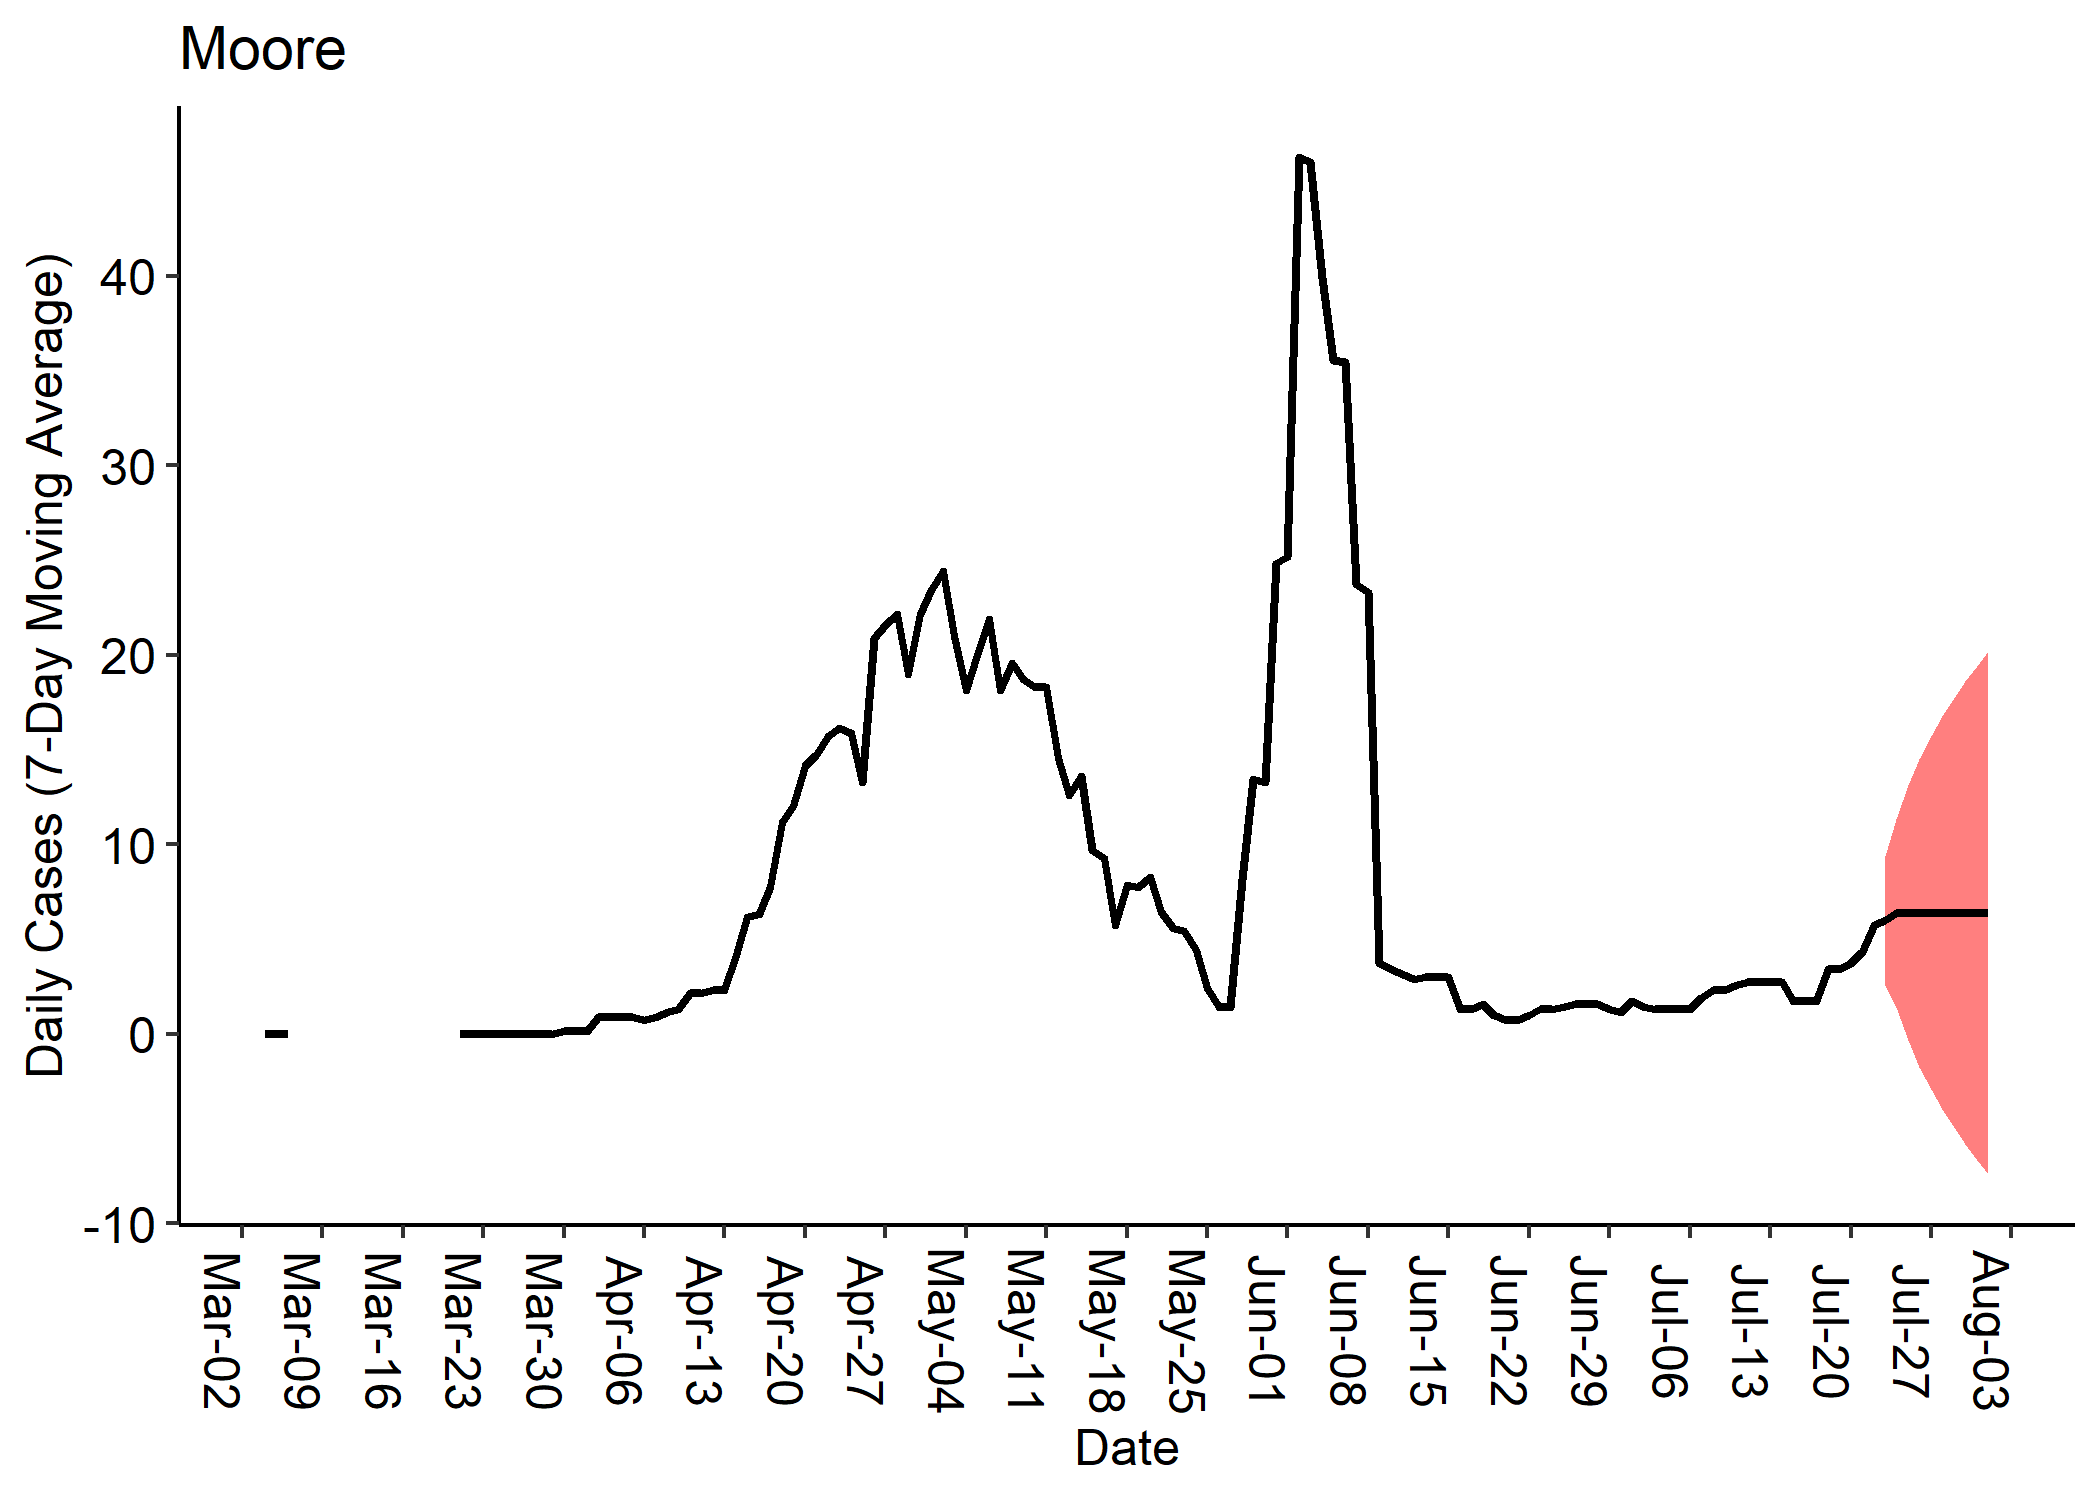 Moore
Daily Cases (7-Day Moving Average)
40
30
20
10
0
-10
Mar-02
Mar-09
Mar-16
Mar-23
Mar-30
Apr-06
Apr-13
Apr-20
Apr-27
May-04
May-11
May-18
May-25
Jun-01
Jun-08
Jun-15
Jun-22
Jun-29
Jul-06
Jul-13
Jul-20
Jul-27
Aug-03
Date